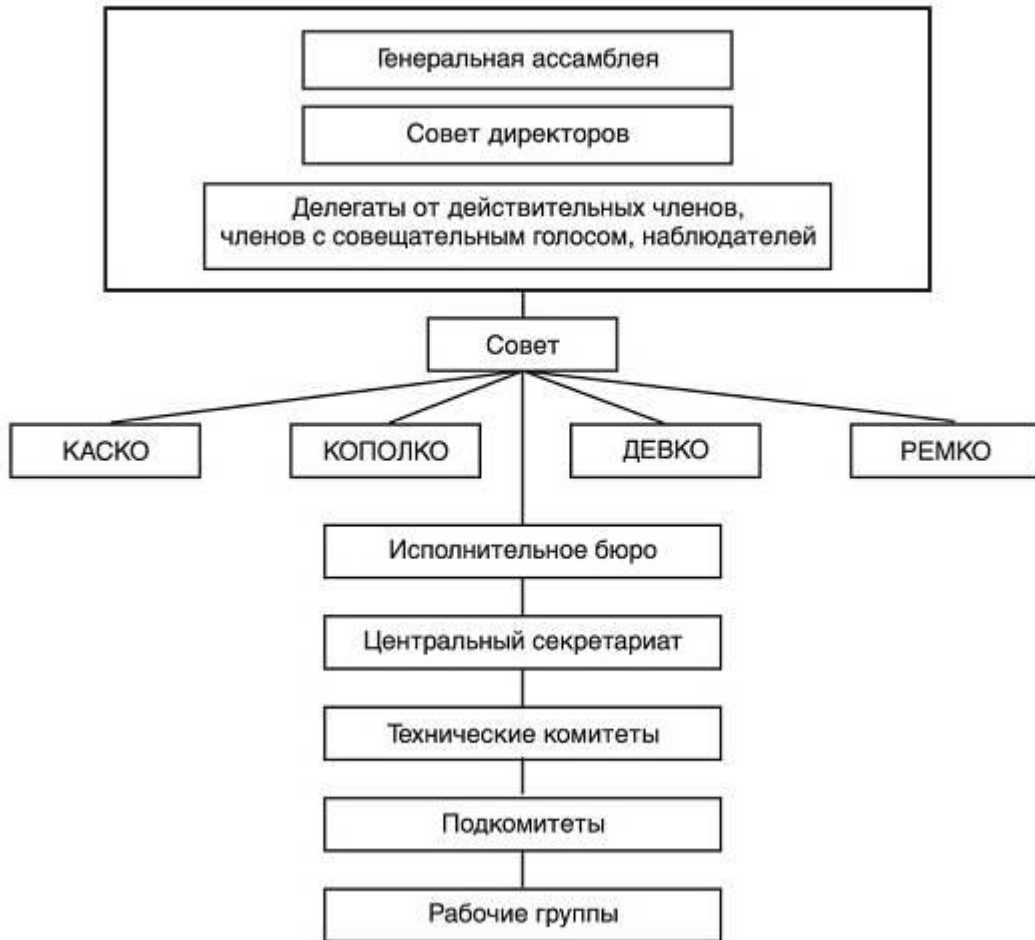 Генеральная ассамблея
Совет директоров
Делегаты от действительных членов,
членов с совещательным голосом, наблюдателей
Совет
КАСКО
КОПОЛКО
ДЕВКО
РЕМКО
Исполнительное бюро
Центральный секретариат
Технические комитеты
Подкомитеты
Рабочие группы